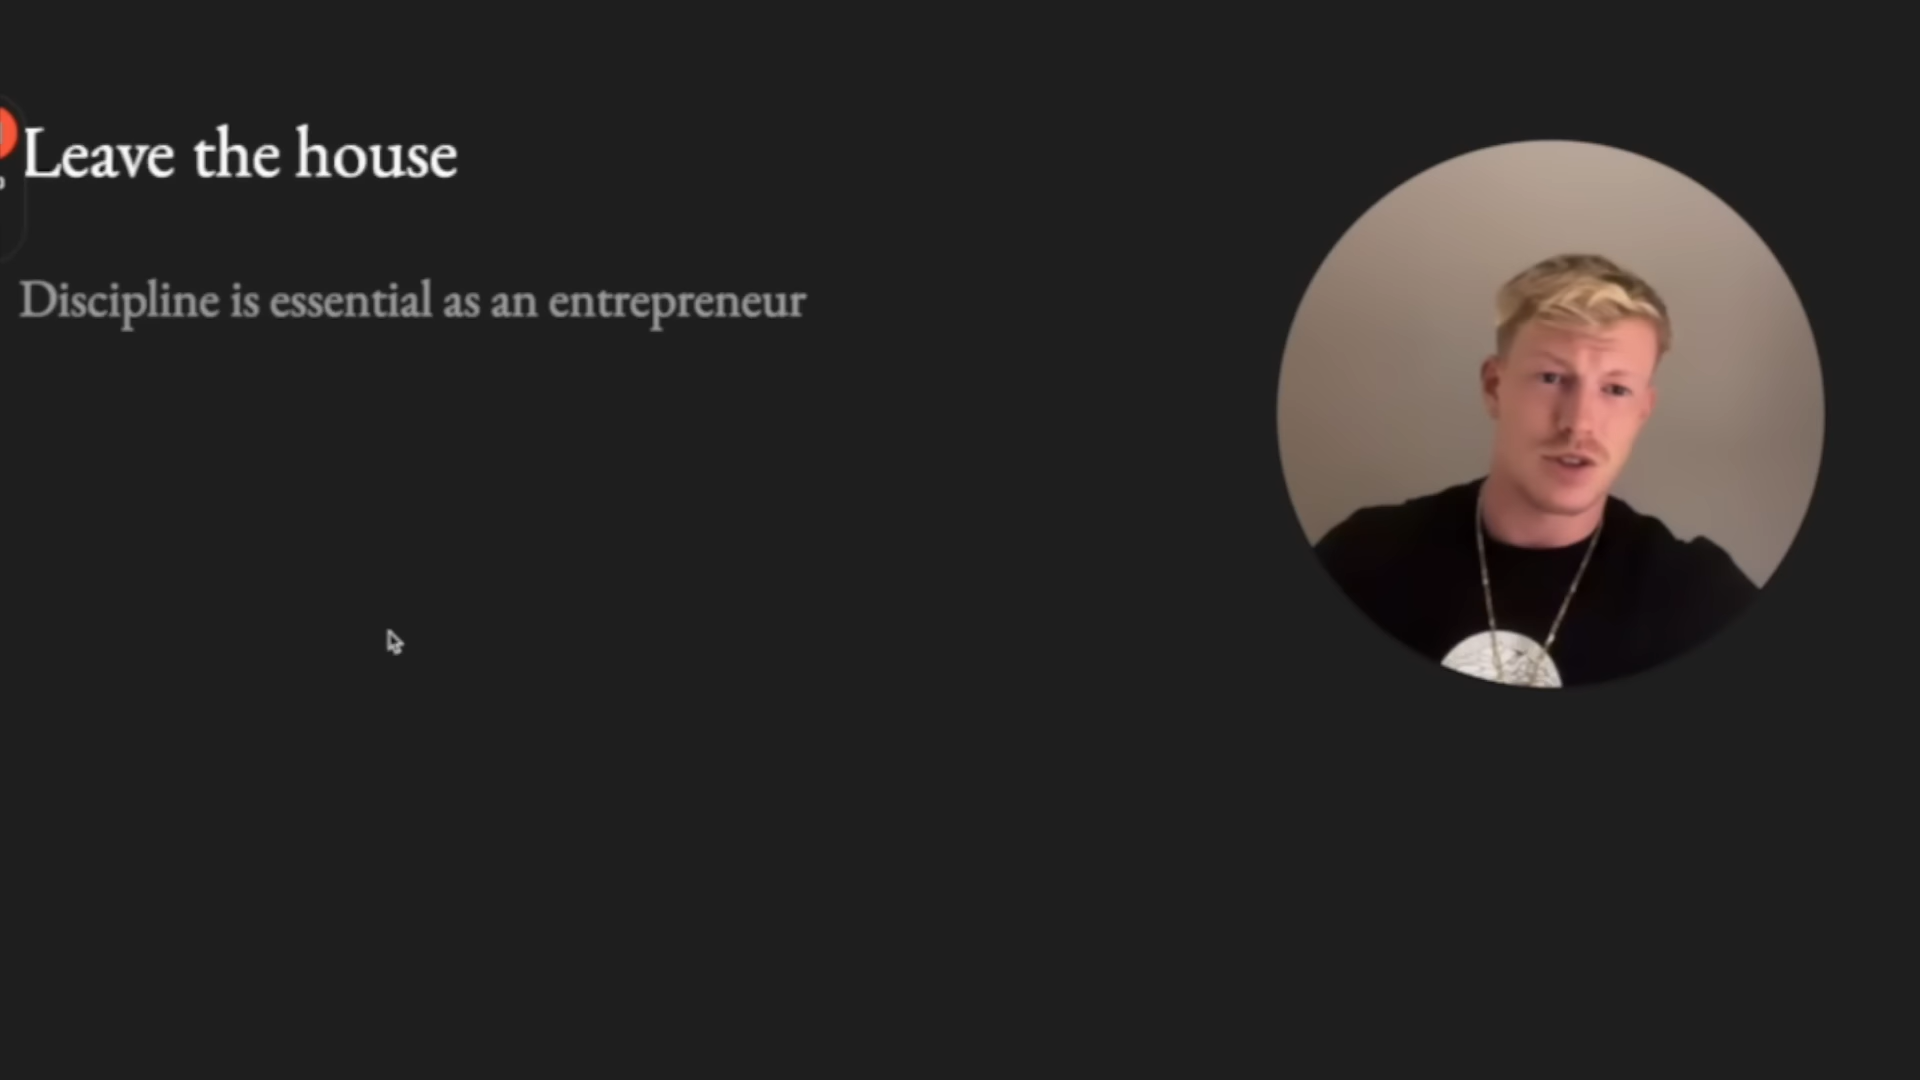 Leave the house
Discipline is essential as an entrepreneur